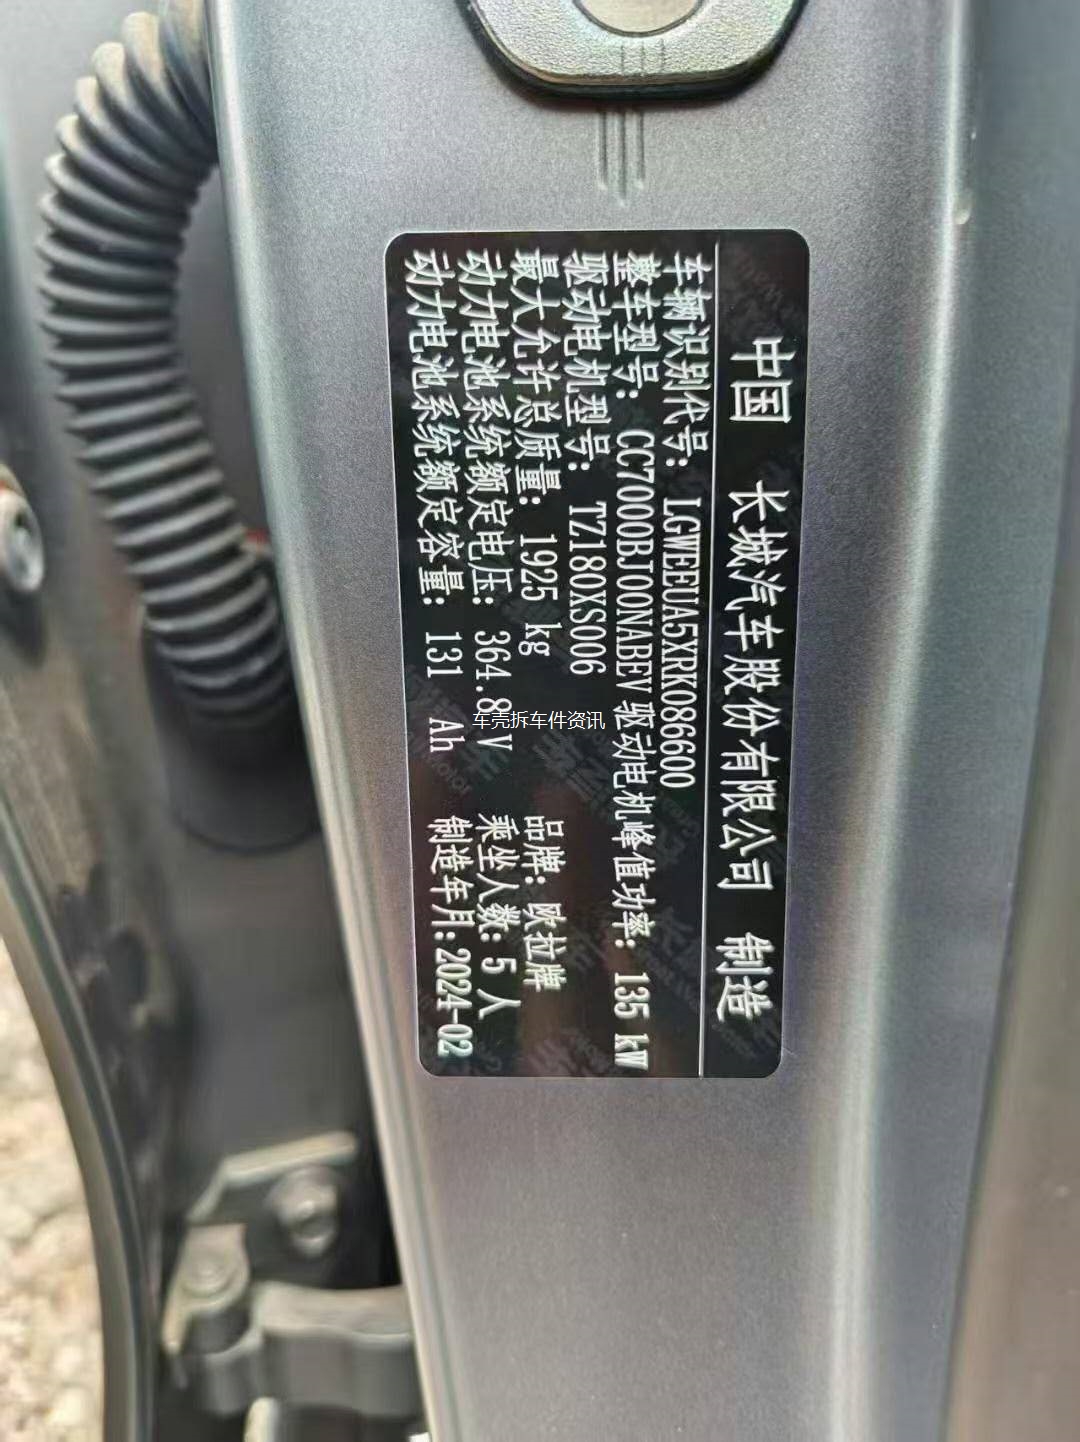 中国 长城汽车股份有限公司 制造
车辆识别代号: LGWEEUA5XRK086600
整车型号: CC7000BJ00NABEV 驱动电机峰值功率: 135 kW
驱动电机型号: TZ180XS006
最大允许总质量: 1925 kg 品牌: 欧拉牌
动力电池系统额定电压: 364.8 V 乘坐人数: 5 人
动力电池系统额定容量: 131 Ah 制造年月: 2024-02
车壳拆车件资讯